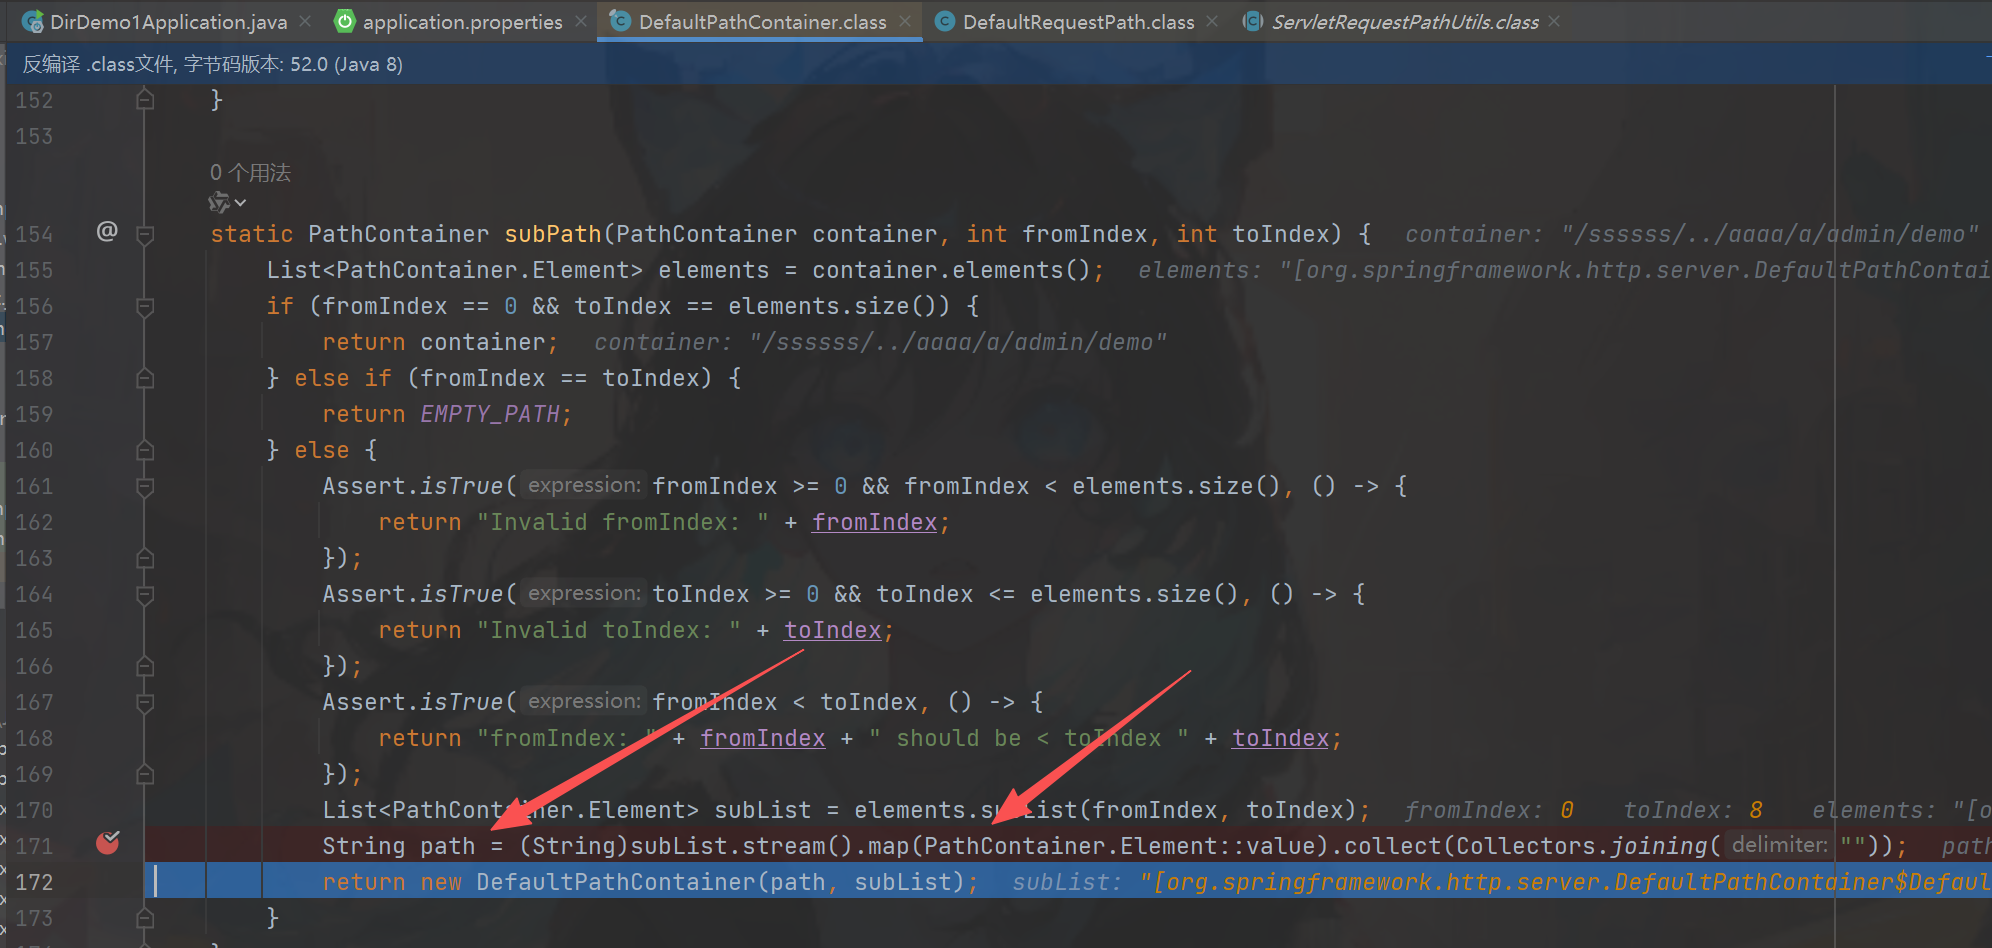 DirDemo1Application.java × application.properties × DefaultPathContainer.class × DefaultRequestPath.class × ServletRequestPathUtils.class ×
反编译 .class文件, 字节码版本: 52.0 (Java 8)
152 }
153
0 个用法
154 @ static PathContainer subPath(PathContainer container, int fromIndex, int toIndex) { container: "/ssssss/../aaaa/a/admin/demo"
155 List<PathContainer.Element> elements = container.elements(); elements: "[org.springframework.http.server.DefaultPathContai
156 if (fromIndex == 0 && toIndex == elements.size()) {
157 return container; container: "/ssssss/../aaaa/a/admin/demo"
158 } else if (fromIndex == toIndex) {
159 return EMPTY_PATH;
160 } else {
161 Assert.isTrue( expression: fromIndex >= 0 && fromIndex < elements.size(), () -> {
162 return "Invalid fromIndex: " + fromIndex;
163 });
164 Assert.isTrue( expression: toIndex >= 0 && toIndex <= elements.size(), () -> {
165 return "Invalid toIndex: " + toIndex;
166 });
167 Assert.isTrue( expression: fromIndex < toIndex, () -> {
168 return "fromIndex: " + fromIndex + " should be < toIndex " + toIndex;
169 });
170 List<PathContainer.Element> subList = elements.subList(fromIndex, toIndex); fromIndex: 0 toIndex: 8 elements: "[o
171 String path = (String)subList.stream().map(PathContainer.Element::value).collect(Collectors.joining( delimiter: "")); path
172 return new DefaultPathContainer(path, subList); subList: "[org.springframework.http.server.DefaultPathContainer$Defaul
173 }